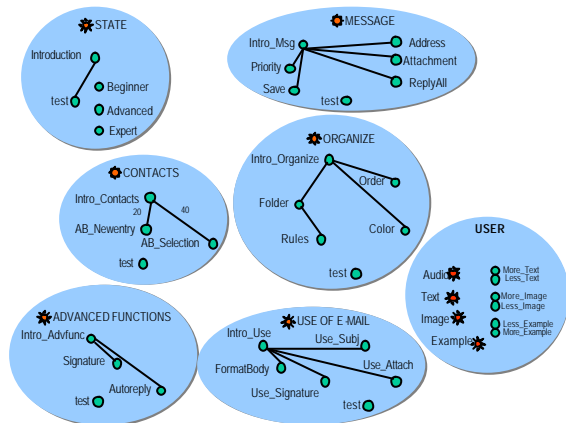 STATE
Introduction
Beginner
test
Advanced
Expert
MESSAGE
Intro_Msg
Address
Attachment
Priority
ReplyAll
Save
test
CONTACTS
Intro_Contacts
20
40
AB_Newentry
AB_Selection
test
ORGANIZE
Intro_Organize
Order
Folder
Color
Rules
test
USER
Audio
More_Text
Less_Text
Text
More_Image
Less_Image
Image
Less_Example
More_Example
Example
ADVANCED FUNCTIONS
Intro_Advfunc
Signature
Autoreply
test
USE OF E-MAIL
Intro_Use
Use_Subj
FormatBody
Use_Attach
Use_Signature
test